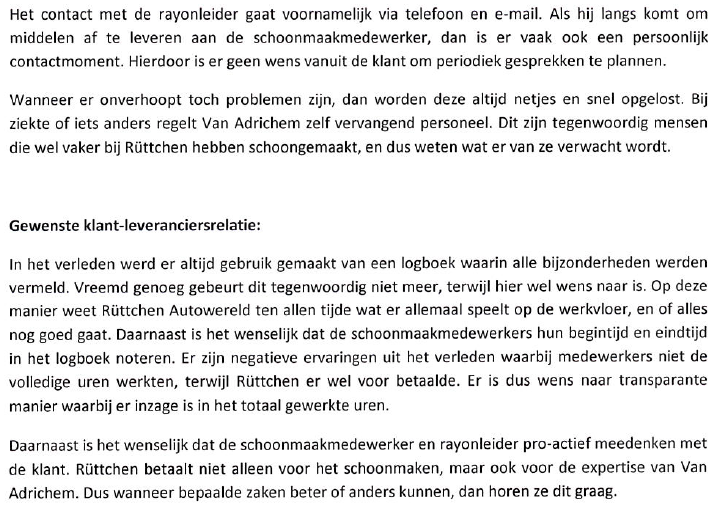 Het contact met de rayonleider gaat voornamelijk via telefoon en e-mail. Als hij langs komt om
middelen af te leveren aan de schoonmaakmedewerker, dan is er vaak ook een persoonlijk
contactmoment. Hierdoor is er geen wens vanuit de klant om periodiek gesprekken te plannen.
Wanneer er onverhoopt toch problemen zijn, dan worden deze altijd netjes en snel opgelost. Bij
ziekte of iets anders regelt Van Adrichem zelf vervangend personeel. Dit zijn tegenwoordig mensen
die wel vaker bij Rüttchen hebben schoongemaakt, en dus weten wat er van ze verwacht wordt.
Gewenste klant-leveranciersrelatie:
In het verleden werd er altijd gebruik gemaakt van een logboek waarin alle bijzonderheden werden
vermeld. Vreemd genoeg gebeurt dit tegenwoordig niet meer, terwijl hier wel wens naar is. Op deze
manier weet Rüttchen Autowereld ten allen tijde wat er allemaal speelt op de werkvloer, en of alles
nog goed gaat. Daarnaast is het wenselijk dat de schoonmaakmedewerkers hun begintijd en eindtijd
in het logboek noteren. Er zijn negatieve ervaringen uit het verleden waarbij medewerkers niet de
volledige uren werkten, terwijl Rüttchen er wel voor betaalde. Er is dus wens naar transparante
manier waarbij er inzage is in het totaal gewerkte uren.
Daarnaast is het wenselijk dat de schoonmaakmedewerker en rayonleider pro-actief meedenken met
de klant. Rüttchen betaalt niet alleen voor het schoonmaken, maar ook voor de expertise van Van
Adrichem. Dus wanneer bepaalde zaken beter of anders kunnen, dan horen ze dit graag.